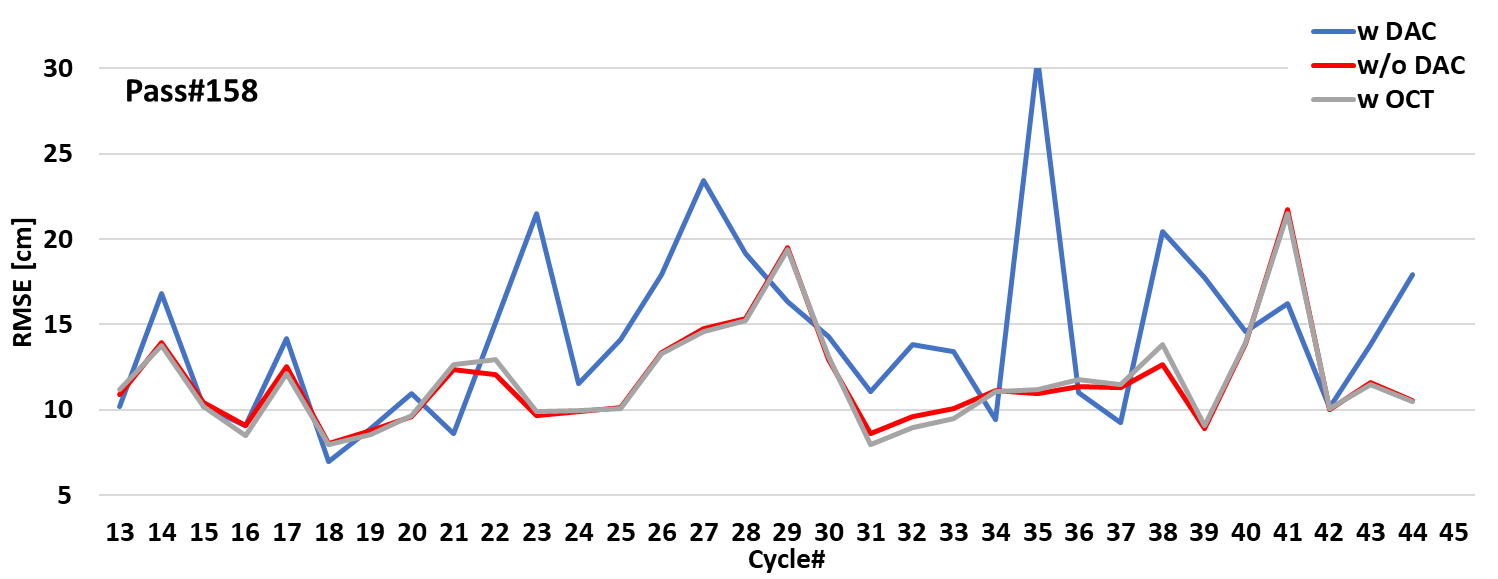 w DAC
w/o DAC
w OCT
Pass#158
30
25
20
15
10
5
RMSE [cm]
13 14 15 16 17 18 19 20 21 22 23 24 25 26 27 28 29 30 31 32 33 34 35 36 37 38 39 40 41 42 43 44 45
Cycle#